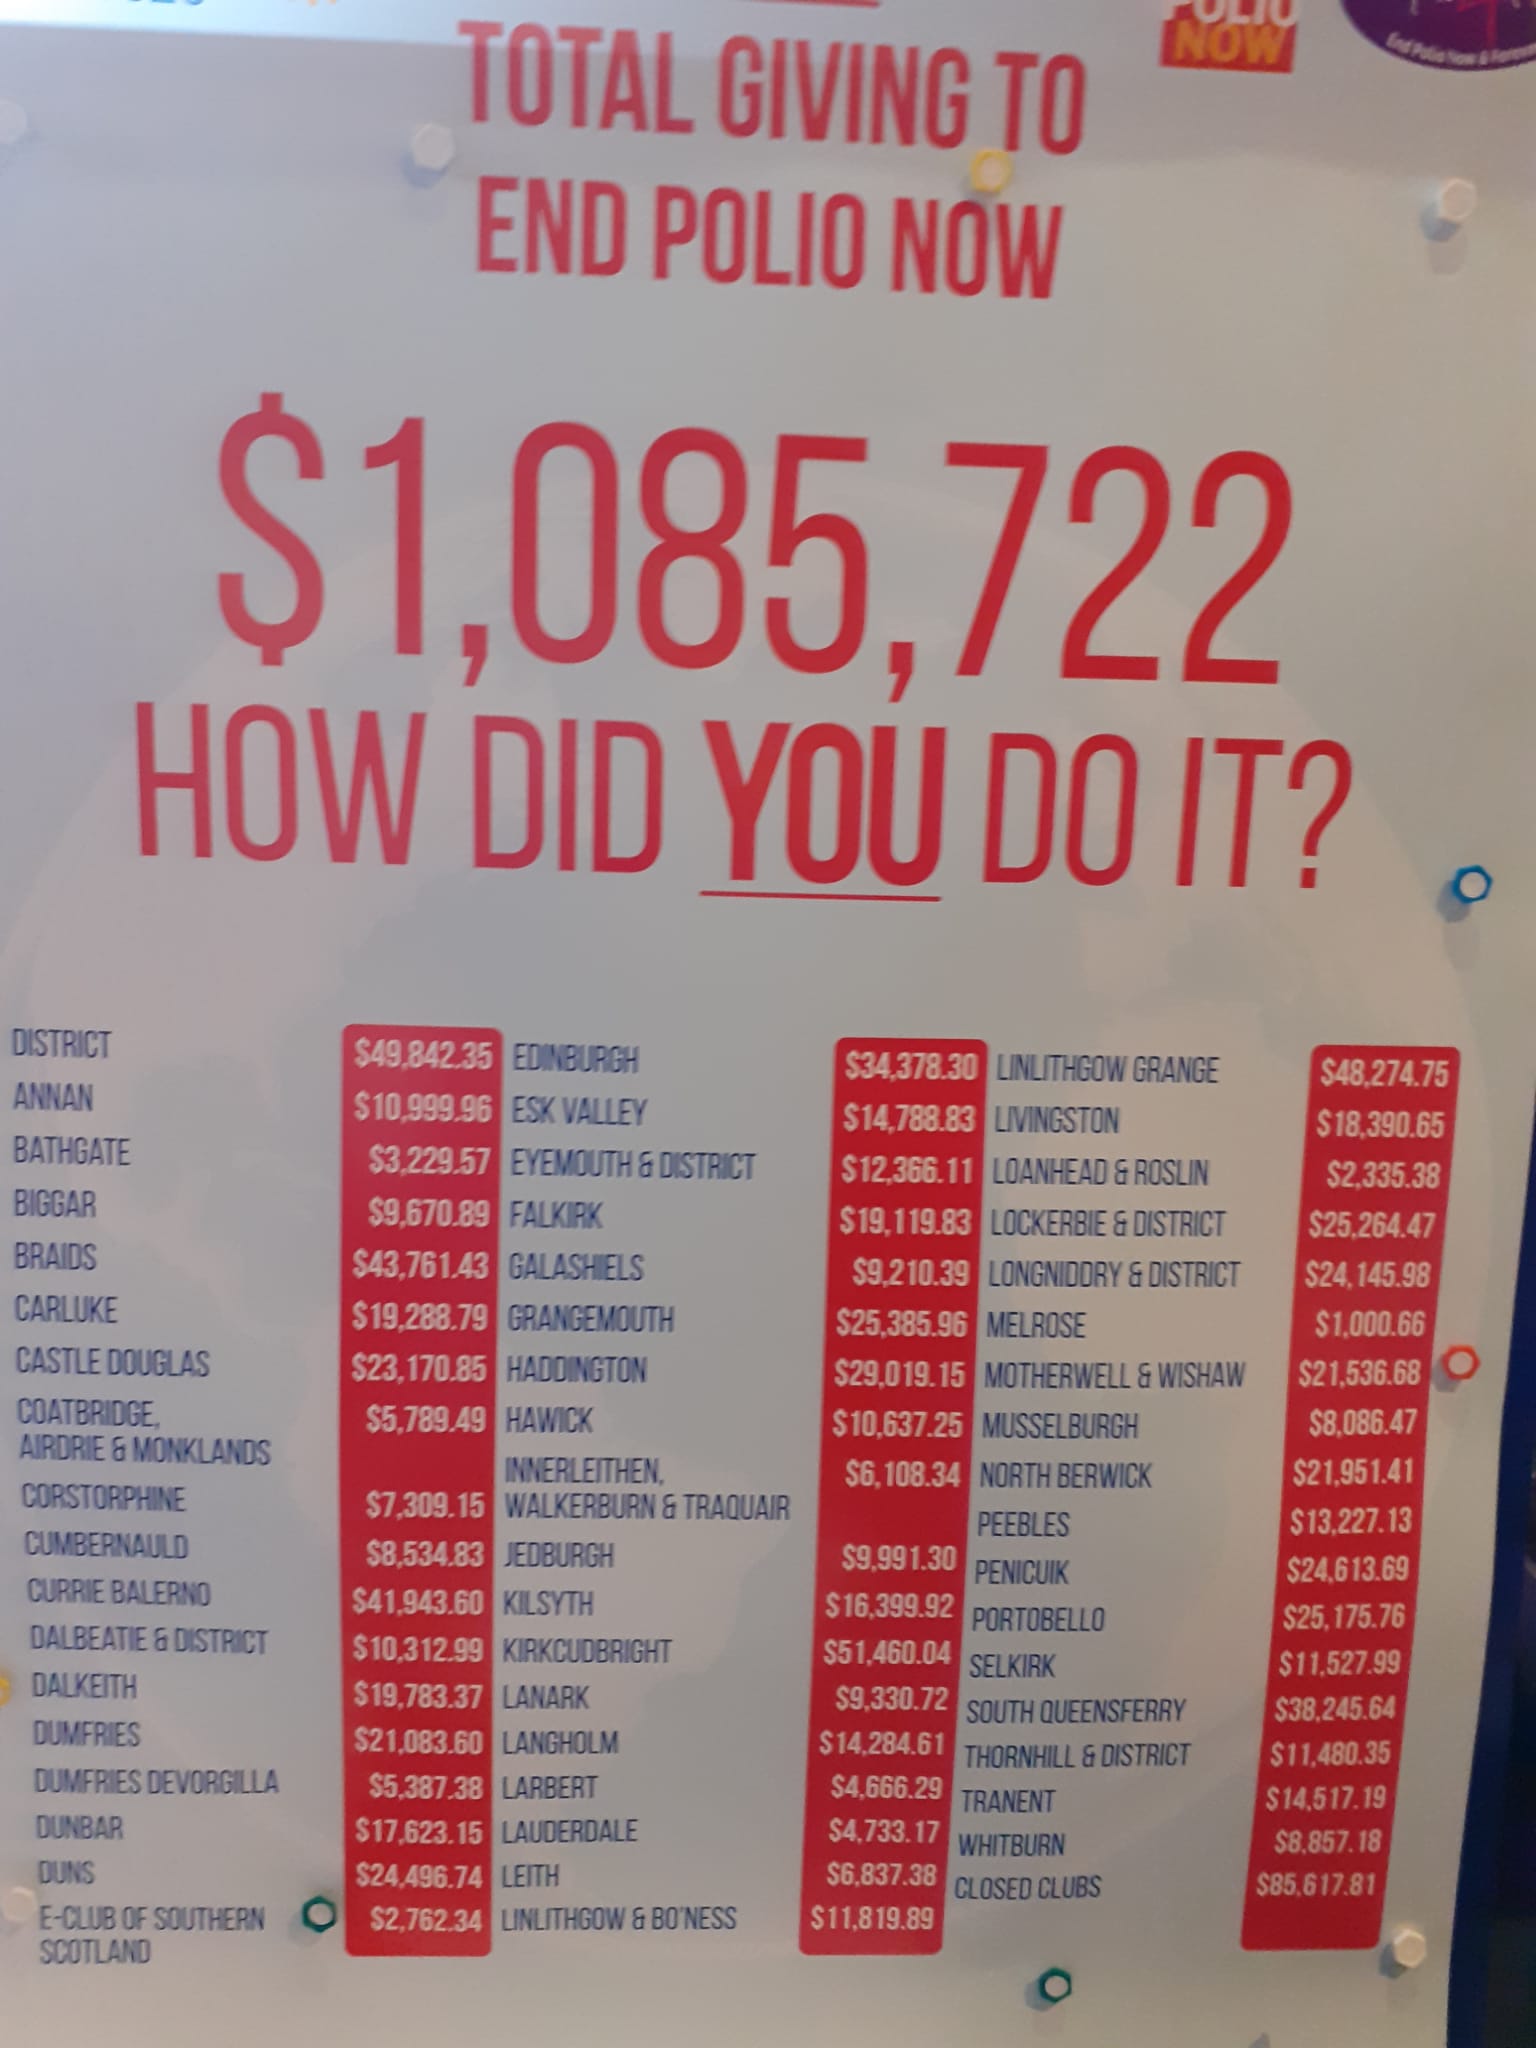 POLIO
NOW
End Polio Now & Forever
TOTAL GIVING TO
END POLIO NOW
$1,085,722
HOW DID YOU DO IT?
DISTRICT $49,842.35
ANNAN $10,999.96
BATHGATE $3,229.57
BIGGAR $9,670.89
BRAIDS $43,761.43
CARLUKE $19,288.79
CASTLE DOUGLAS $23,170.85
COATBRIDGE, $5,789.49
AIRDRIE & MONKLANDS
CORSTORPHINE $7,309.15
CUMBERNAULD $8,534.83
CURRIE BALERNO $41,943.60
DALBEATIE & DISTRICT $10,312.99
DALKEITH $19,783.37
DUMFRIES $21,083.60
DUMFRIES DEVORGILLA $5,387.38
DUNBAR $17,623.15
DUNS $24,496.74
E-CLUB OF SOUTHERN $2,762.34
SCOTLAND
EDINBURGH $34,378.30
ESK VALLEY $14,788.83
EYEMOUTH & DISTRICT $12,366.11
FALKIRK $19,119.83
GALASHIELS $9,210.39
GRANGEMOUTH $25,385.96
HADDINGTON $29,019.15
HAWICK $10,637.25
INNERLEITHEN, $6,108.34
WALKERBURN & TRAQUAIR
JEDBURGH $9,991.30
KILSYTH $16,399.92
KIRKCUDBRIGHT $51,460.04
LANARK $9,330.72
LANGHOLM $14,284.61
LARBERT $4,666.29
LAUDERDALE $4,733.17
LEITH $6,837.38
LINLITHGOW & BO'NESS $11,819.89
LINLITHGOW GRANGE $48,274.75
LIVINGSTON $18,390.65
LOANHEAD & ROSLIN $2,335.38
LOCKERBIE & DISTRICT $25,264.47
LONGNIDDRY & DISTRICT $24,145.98
MELROSE $1,000.66
MOTHERWELL & WISHAW $21,536.68
MUSSELBURGH $8,086.47
NORTH BERWICK $21,951.41
PEEBLES $13,227.13
PENICUIK $24,613.69
PORTOBELLO $25,175.76
SELKIRK $11,527.99
SOUTH QUEENSFERRY $38,245.64
THORNHILL & DISTRICT $11,480.35
TRANENT $14,517.19
WHITBURN $8,857.18
CLOSED CLUBS $85,617.81